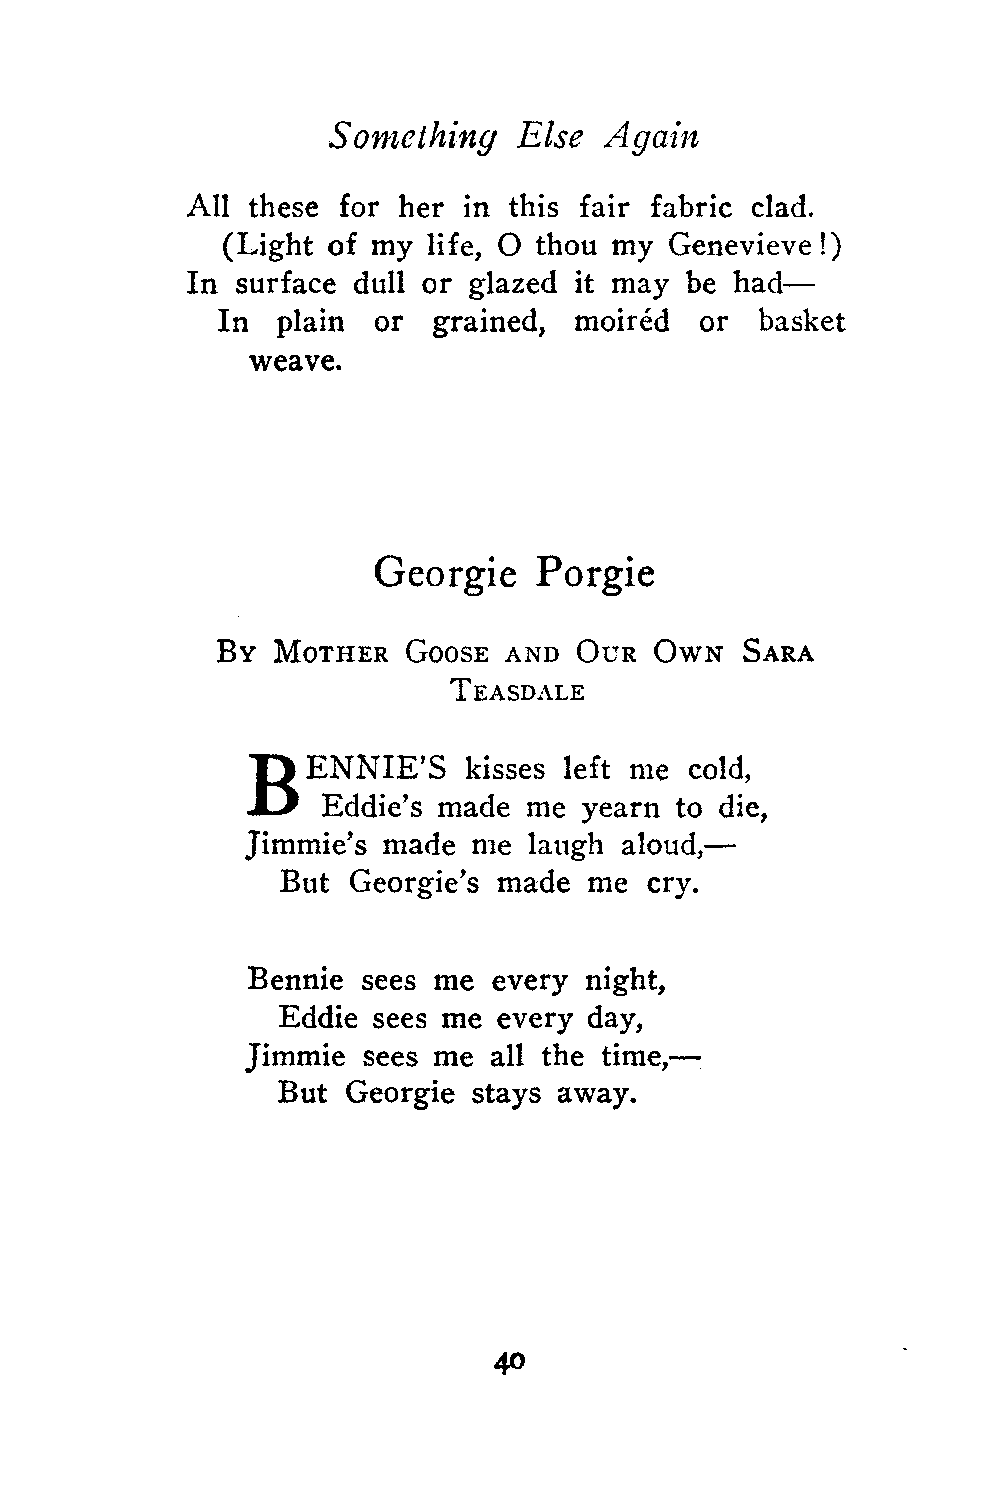 Something Else Again
All these for her in this fair fabric clad.
(Light of my life, O thou my Genevieve!)
In surface dull or glazed it may be had—
In plain or grained, moiréd or basket
weave.
Georgie Porgie
By Mother Goose and Our Own Sara
Teasdale
BENNIE'S kisses left me cold,
Eddie's made me yearn to die,
Jimmie's made me laugh aloud,—
But Georgie's made me cry.
Bennie sees me every night,
Eddie sees me every day,
Jimmie sees me all the time,—
But Georgie stays away.
40